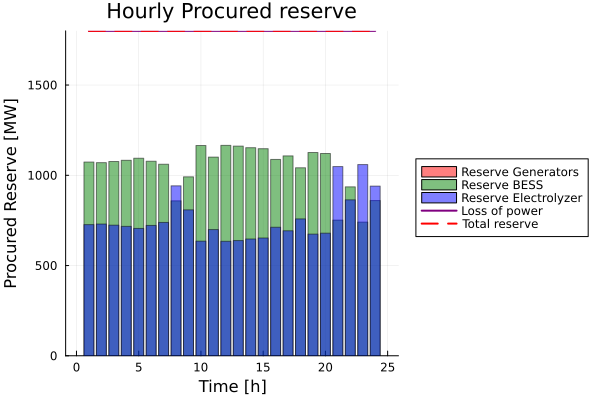 Hourly Procured reserve
Procured Reserve [MW]
1500
1000
500
0
0
5
10
15
20
25
Time [h]
Reserve Generators
Reserve BESS
Reserve Electrolyzer
Loss of power
Total reserve